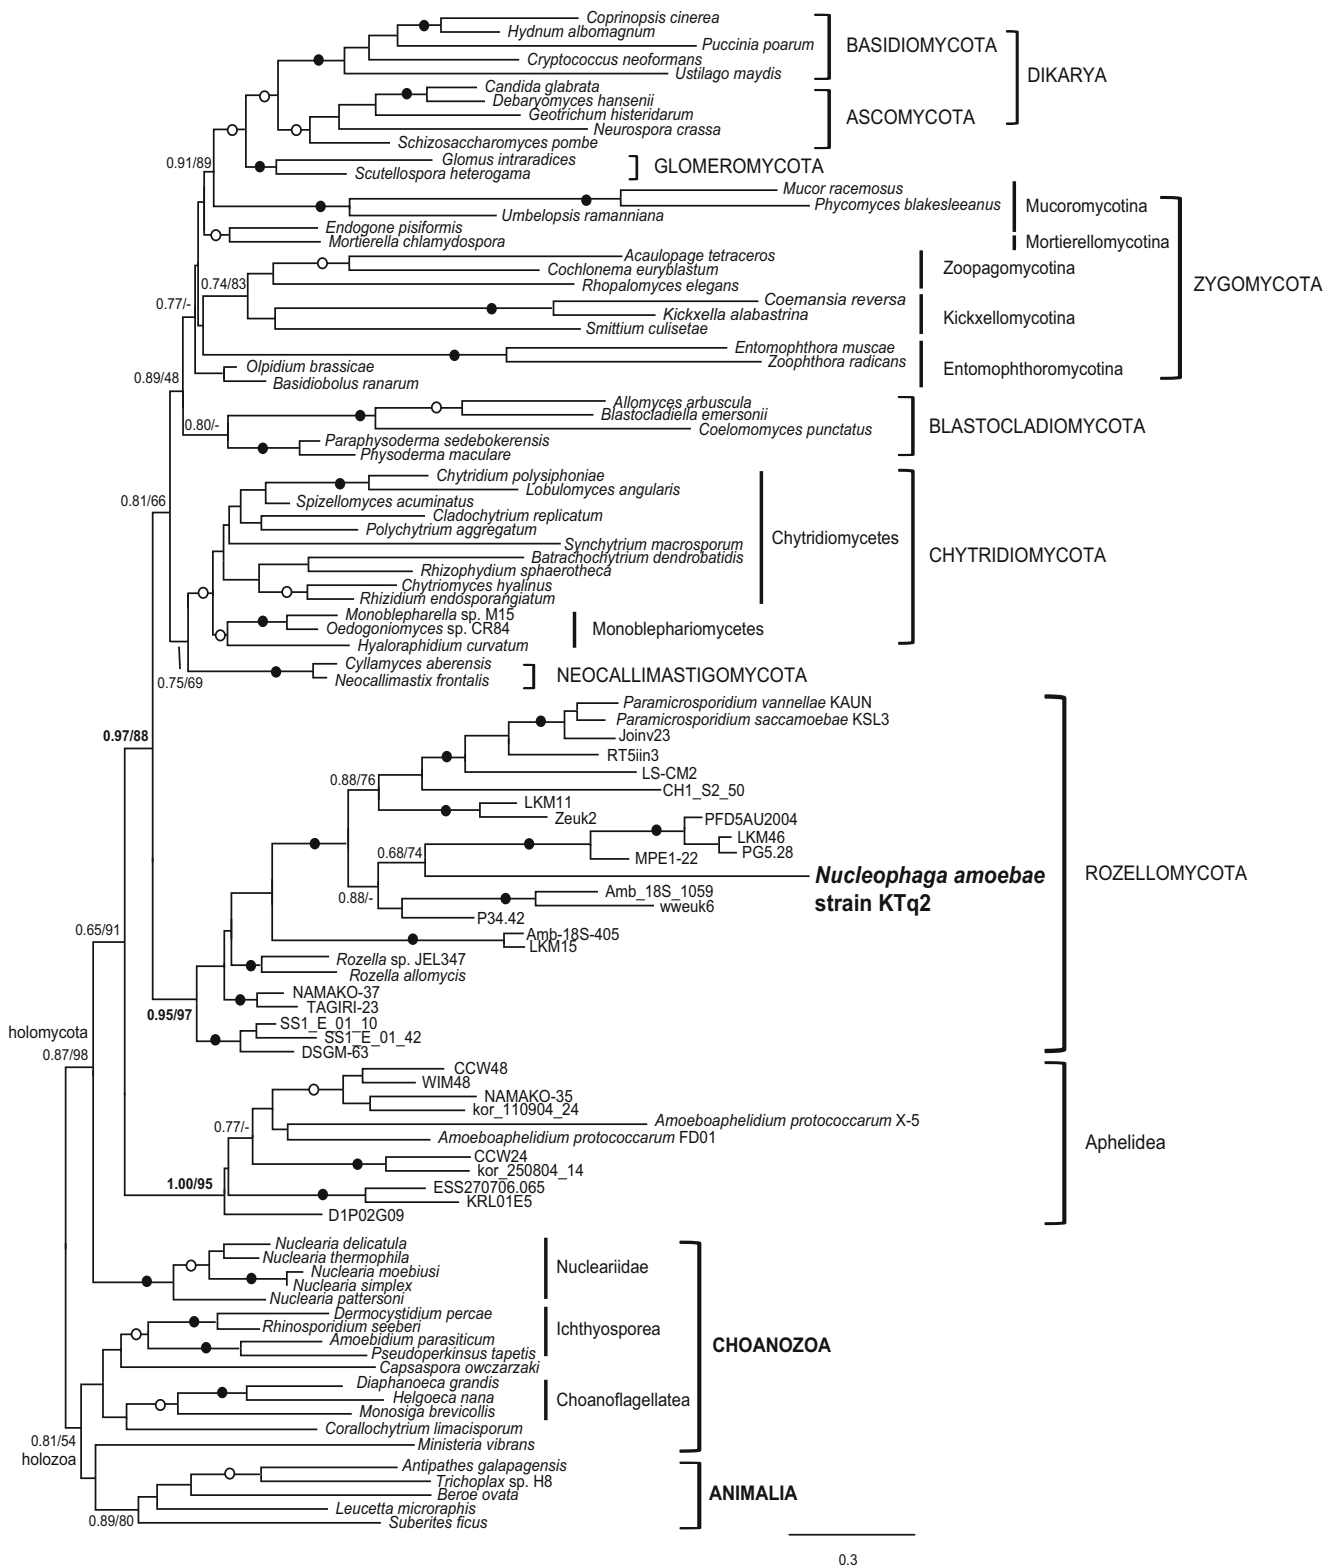 Coprinopsis cinerea
Hydnum albomagnum
Puccinia poarum
Cryptococcus neoformans
Ustilago maydis
BASIDIOMYCOTA
DIKARYA
Candida glabrata
Debaryomyces hansenii
Geotrichum histeridarum
Neurospora crassa
Schizosaccharomyces pombe
ASCOMYCOTA
0.91/89
Glomus intraradices
Scutellospora heterogama
GLOMEROMYCOTA
Mucor racemosus
Phycomyces blakesleeanus
Umbelopsis ramanniana
Mucoromycotina
Endogone pisiformis
Mortierella chlamydospora
Mortierellomycotina
Acaulopage tetraceros
Cochlonema euryblastum
Rhopalomyces elegans
Zoopagomycotina
0.74/83
ZYGOMYCOTA
0.77/-
Coemansia reversa
Kickxella alabastrina
Smittium culisetae
Kickxellomycotina
Entomophthora muscae
Zoophthora radicans
Olpidium brassicae
Basidiobolus ranarum
Entomophthoromycotina
0.89/48
Allomyces arbuscula
Blastocladiella emersonii
Coelomomyces punctatus
0.80/-
Paraphysoderma sedebokerensis
Physoderma maculare
BLASTOCLADIOMYCOTA
Chytridium polysiphoniae
Lobulomyces angularis
Spizellomyces acuminatus
0.81/66
Cladochytrium replicatum
Polychytrium aggregatum
Synchytrium macrosporum
Batrachochytrium dendrobatidis
Rhizophydium sphaerotheca
Chytriomyces hyalinus
Rhizidium endosporangiatum
Chytridiomycetes
CHYTRIDIOMYCOTA
Monoblepharella sp. M15
Oedogoniomyces sp. CR84
Hyaloraphidium curvatum
Monoblephariomycetes
Cyllamyces aberensis
Neocallimastix frontalis
NEOCALLIMASTIGOMYCOTA
0.75/69
Paramicrosporidium vannellae KAUN
Paramicrosporidium saccamoebae KSL3
Joinv23
0.97/88
RT5iin3
LS-CM2
0.88/76
CH1_S2_50
LKM11
Zeuk2
PFD5AU2004
LKM46
PG5.28
0.68/74
MPE1-22
Nucleophaga amoebae
strain KTq2
ROZELLOMYCOTA
0.88/-
Amb_18S_1059
wweuk6
P34.42
0.65/91
Amb-18S-405
LKM15
Rozella sp. JEL347
Rozella allomycis
NAMAKO-37
TAGIRI-23
0.95/97
SS1_E_01_10
SS1_E_01_42
DSGM-63
holomycota
0.87/98
CCW48
WIM48
NAMAKO-35
kor_110904_24
0.77/-
Amoeboaphelidium protococcarum X-5
Amoeboaphelidium protococcarum FD01
Aphelidea
CCW24
kor_250804_14
1.00/95
ESS270706.065
KRL01E5
D1P02G09
Nuclearia delicatula
Nuclearia thermophila
Nuclearia moebiusi
Nuclearia simplex
Nuclearia pattersoni
Nucleariidae
Dermocystidium percae
Rhinosporidium seeberi
Amoebidium parasiticum
Pseudoperkinsus tapetis
Ichthyosporea
CHOANOZOA
Capsaspora owczarzaki
Diaphanoeca grandis
Helgoeca nana
Monosiga brevicollis
Choanoflagellatea
Corallochytrium limacisporum
0.81/54
holozoa
Ministeria vibrans
Antipathes galapagensis
Trichoplax sp. H8
Beroe ovata
Leucetta microraphis
Suberites ficus
ANIMALIA
0.89/80
0.3